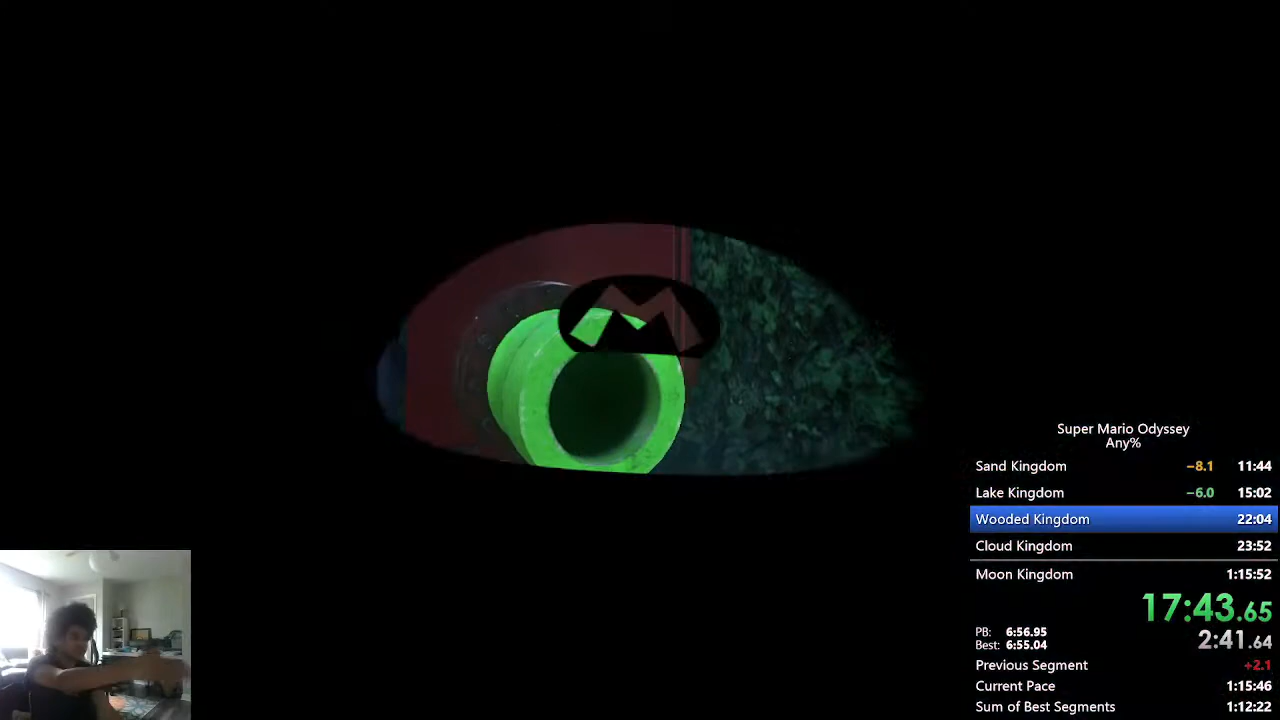 M
Super Mario Odyssey
Any%
Sand Kingdom −8.1 11:44
Lake Kingdom −6.0 15:02
Wooded Kingdom 22:04
Cloud Kingdom 23:52
Moon Kingdom 1:15:52
17:43.65
PB: 6:56.95
Best: 6:55.04
2:41.64
Previous Segment +2.1
Current Pace 1:15:46
Sum of Best Segments 1:12:22